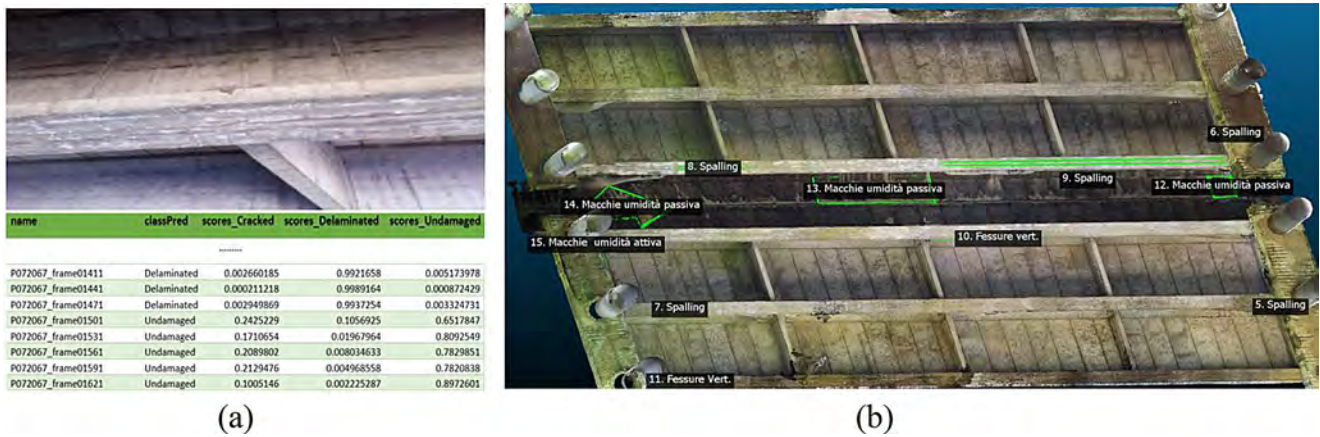 name classPred scores_Cracked scores_Delaminated scores_Undamaged
........
P072067_frame01411 Delaminated 0.002660185 0.9921658 0.005173978
P072067_frame01441 Delaminated 0.000211218 0.9989164 0.000872429
P072067_frame01471 Delaminated 0.002949869 0.9937254 0.003324731
P072067_frame01501 Undamaged 0.2425229 0.1056925 0.6517847
P072067_frame01531 Undamaged 0.1710654 0.01967964 0.8092549
P072067_frame01561 Undamaged 0.2089802 0.008034633 0.7829851
P072067_frame01591 Undamaged 0.2129476 0.004968558 0.7820838
P072067_frame01621 Undamaged 0.1005146 0.002225287 0.8972601
(a)
6. Spalling
8. Spalling
9. Spalling
13. Macchie umidità passiva
12. Macchie umidità passiva
14. Macchie umidità passiva
10. Fessure vert.
15. Macchie umidità attiva
7. Spalling
5. Spalling
11. Fessure Vert.
(b)